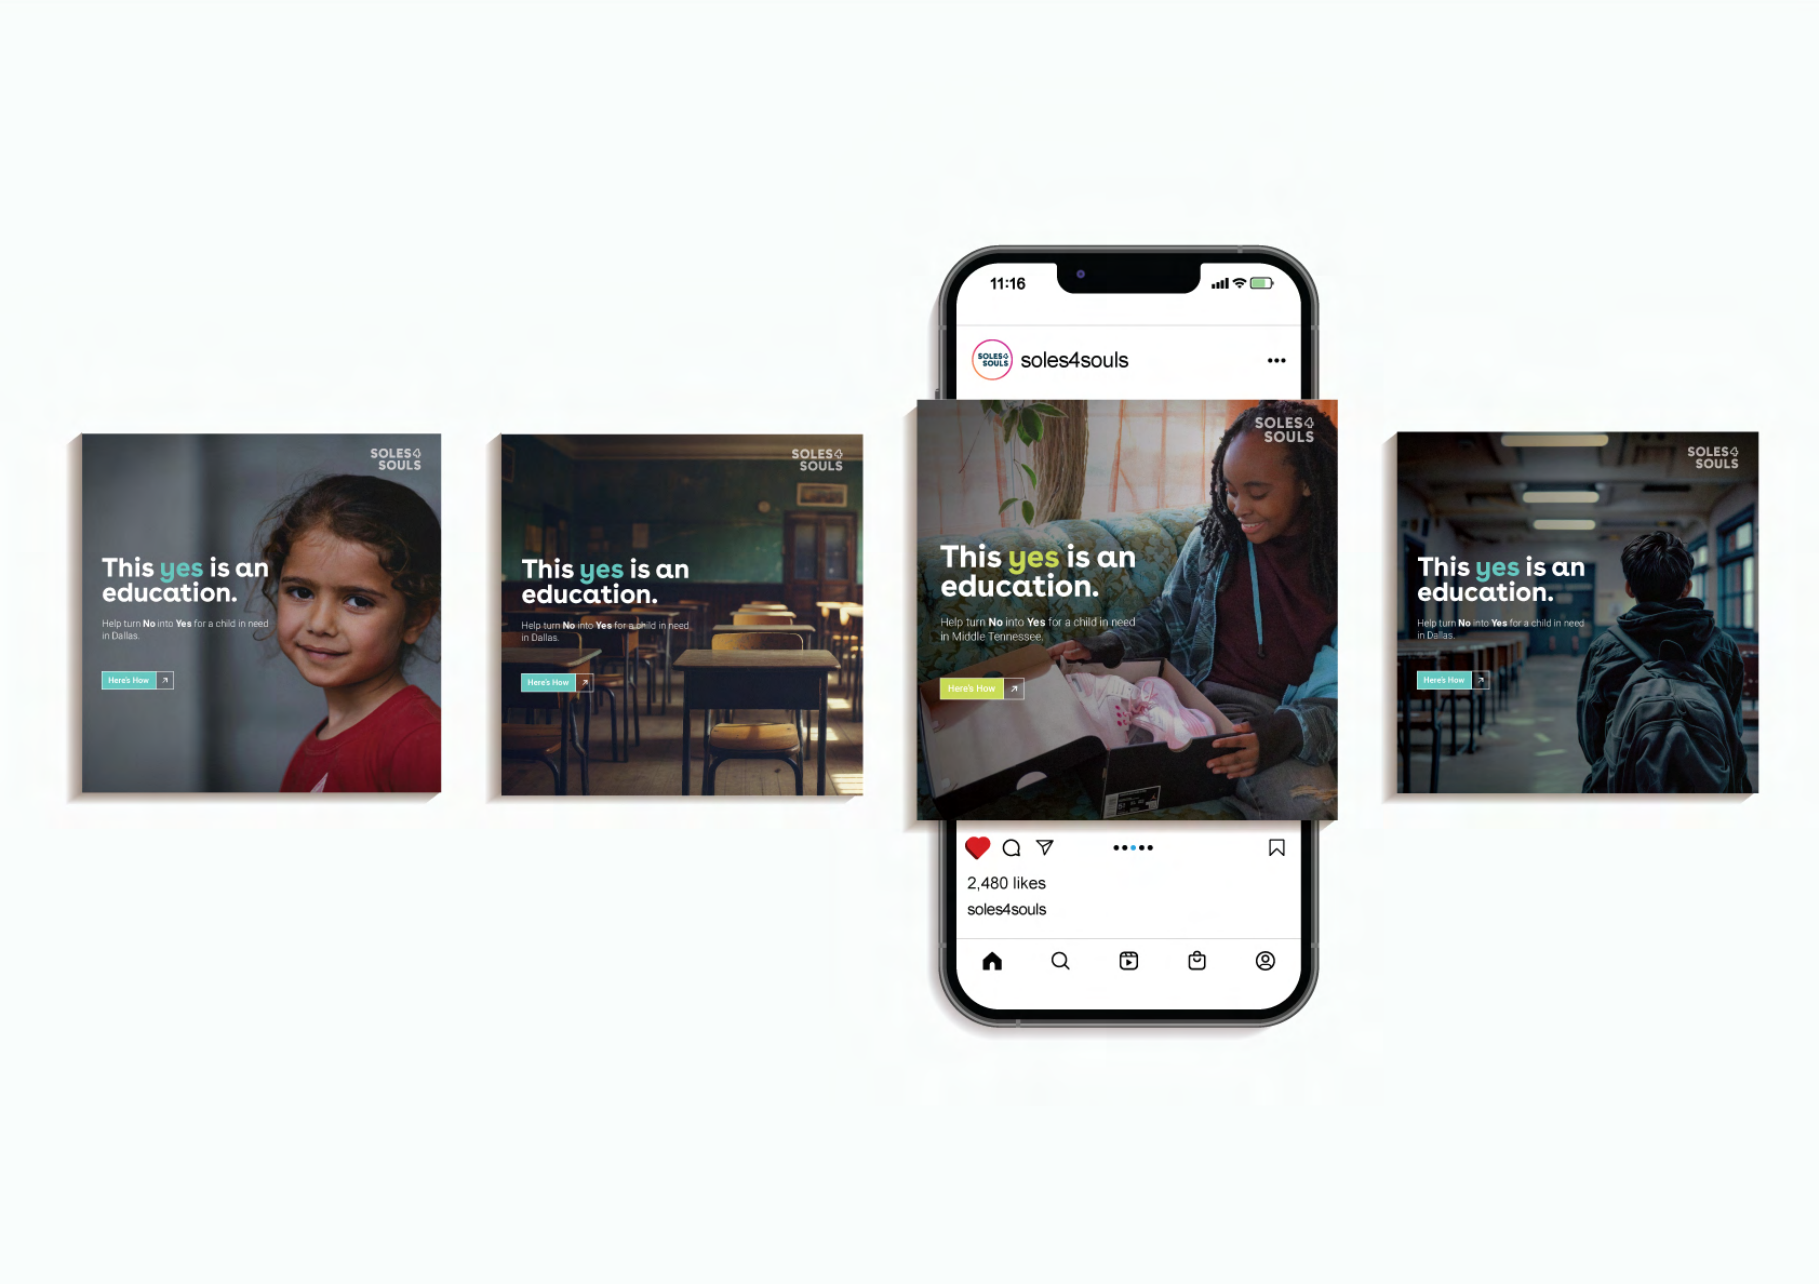 SOLES4
SOULS
This yes is an
education.
Help turn No into Yes for a child in need
in Dallas.
Here's How
SOLES4
SOULS
This yes is an
education.
Help turn No into Yes for a child in need
in Dallas.
Here's How
11:16
SOLES4
SOULS
soles4souls
SOLES4
SOULS
This yes is an
education.
Help turn No into Yes for a child in need
in Middle Tennessee.
Here's How
2,480 likes
soles4souls
SOLES4
SOULS
This yes is an
education.
Help turn No into Yes for a child in need
in Dallas.
Here's How